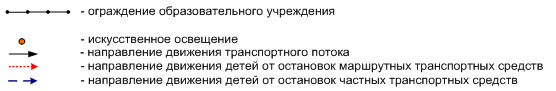 - ограждение образовательного учреждения
- искусственное освещение
- направление движения транспортного потока
- направление движения детей от остановок маршрутных транспортных средств
- направление движения детей от остановок частных транспортных средств